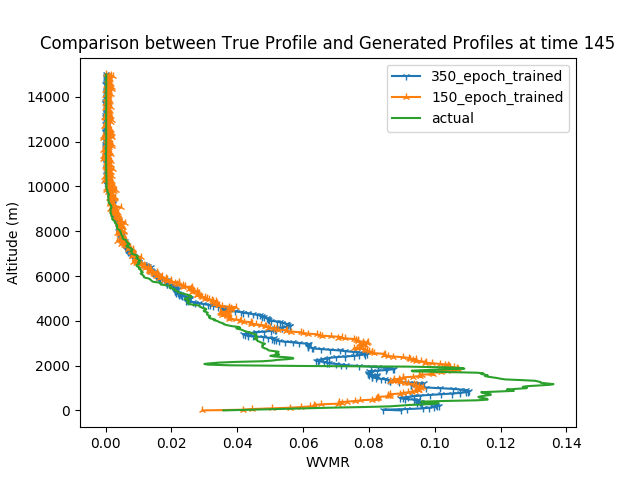 Comparison between True Profile and Generated Profiles at time 145
350_epoch_trained
150_epoch_trained
actual
Altitude (m)
14000
12000
10000
8000
6000
4000
2000
0
0.00 0.02 0.04 0.06 0.08 0.10 0.12 0.14
WVMR